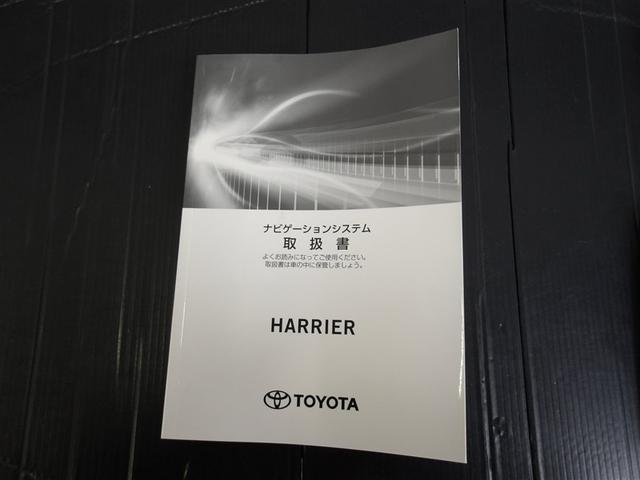 ナビゲーションシステム
取扱書
よくお読みになってご使用ください。
取扱書は車の中に保管しましょう。
HARRIER
TOYOTA